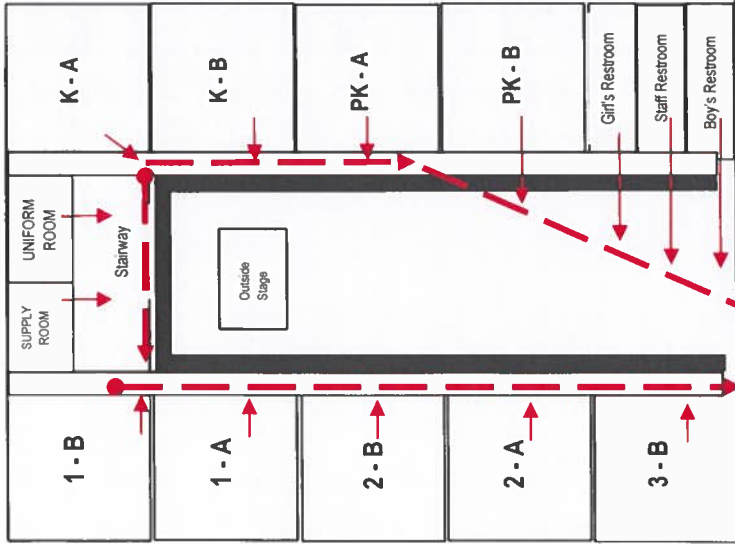 K - A
K - B
PK - A
PK - B
Girl's Restroom
Staff Restroom
Boy's Restroom
UNIFORM
ROOM
SUPPLY
ROOM
Stairway
Outside
Stage
1 - B
1 - A
2 - B
2 - A
3 - B